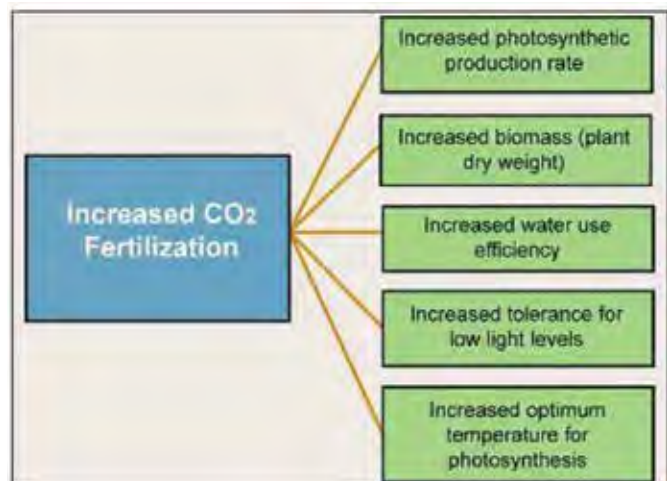 Increased CO₂
Fertilization
Increased photosynthetic
production rate
Increased biomass (plant
dry weight)
Increased water use
efficiency
Increased tolerance for
low light levels
Increased optimum
temperature for
photosynthesis